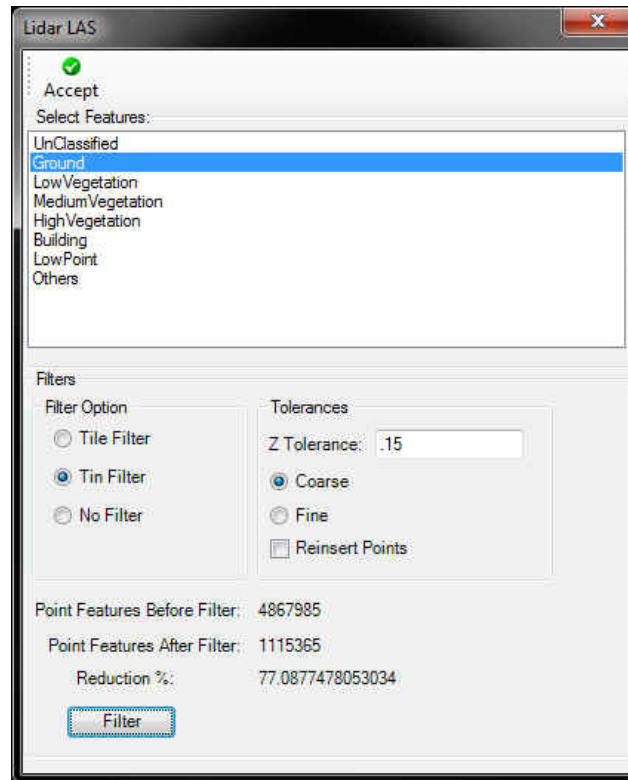 Lidar LAS
Accept
Select Features:
UnClassified
Ground
LowVegetation
MediumVegetation
HighVegetation
Building
LowPoint
Others
Filters
Filter Option
Tile Filter
Tin Filter
No Filter
Tolerances
Z Tolerance: .15
Coarse
Fine
Reinsert Points
Point Features Before Filter: 4867985
Point Features After Filter: 1115365
Reduction %: 77.0877478053034
Filter